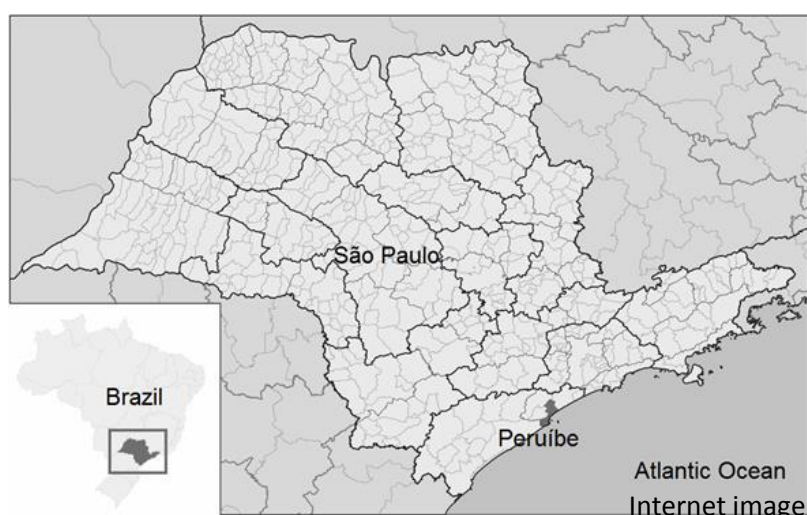 São Paulo
Brazil
Peruíbe
Atlantic Ocean
Internet image